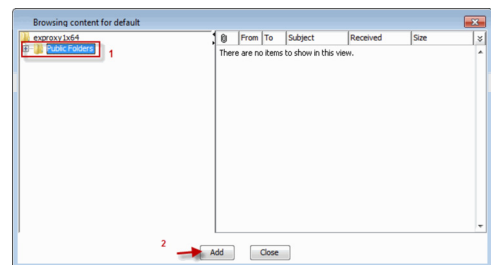 Browsing content for default
exproxy1x64
Public Folders
1
From To Subject Received Size
There are no items to show in this view.
2
Add Close